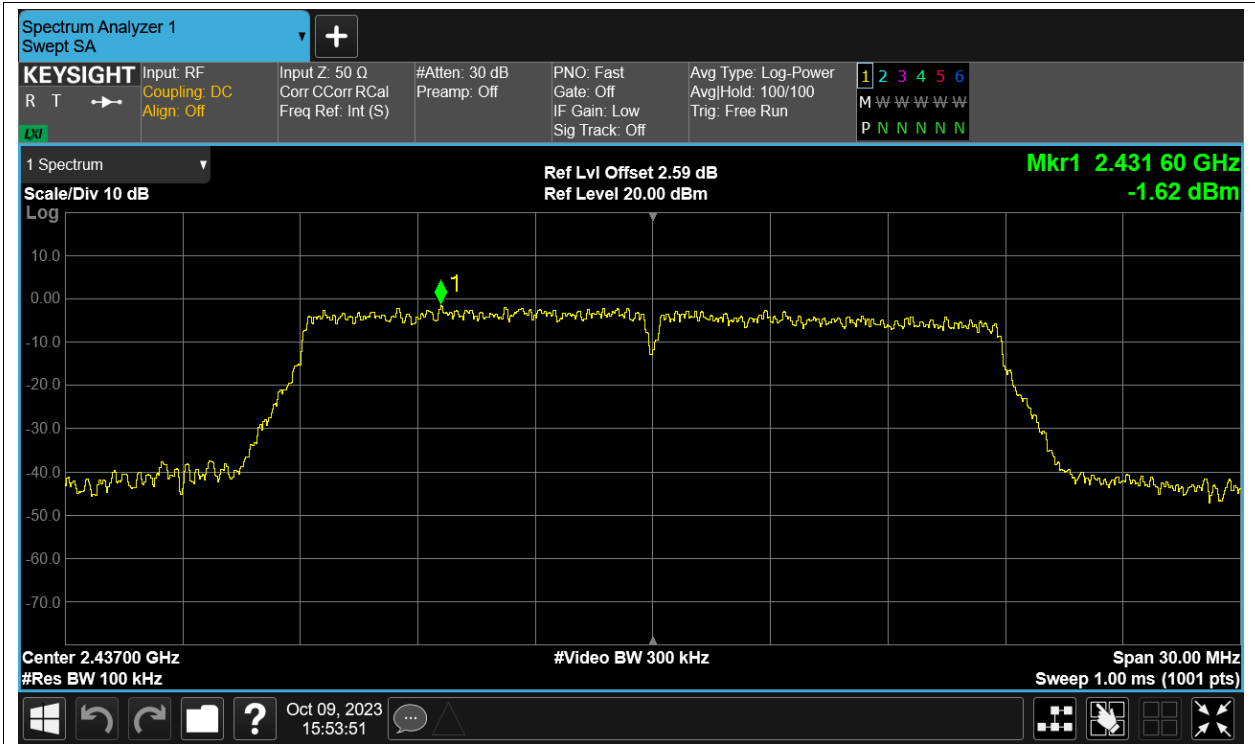 Spectrum Analyzer 1
Swept SA
KEYSIGHT
R T
LXI
Input: RF
Coupling: DC
Align: Off
Input Z: 50 Ω
Corr CCorr RCal
Freq Ref: Int (S)
#Atten: 30 dB
Preamp: Off
PNO: Fast
Gate: Off
IF Gain: Low
Sig Track: Off
Avg Type: Log-Power
Avg|Hold: 100/100
Trig: Free Run
1 2 3 4 5 6
M W W W W W
P N N N N N
1 Spectrum
Scale/Div 10 dB
Log
Ref Lvl Offset 2.59 dB
Ref Level 20.00 dBm
Mkr1 2.431 60 GHz
-1.62 dBm
10.0
0.00
-10.0
-20.0
-30.0
-40.0
-50.0
-60.0
-70.0
1
Center 2.43700 GHz
#Res BW 100 kHz
#Video BW 300 kHz
Span 30.00 MHz
Sweep 1.00 ms (1001 pts)
?
Oct 09, 2023
15:53:51